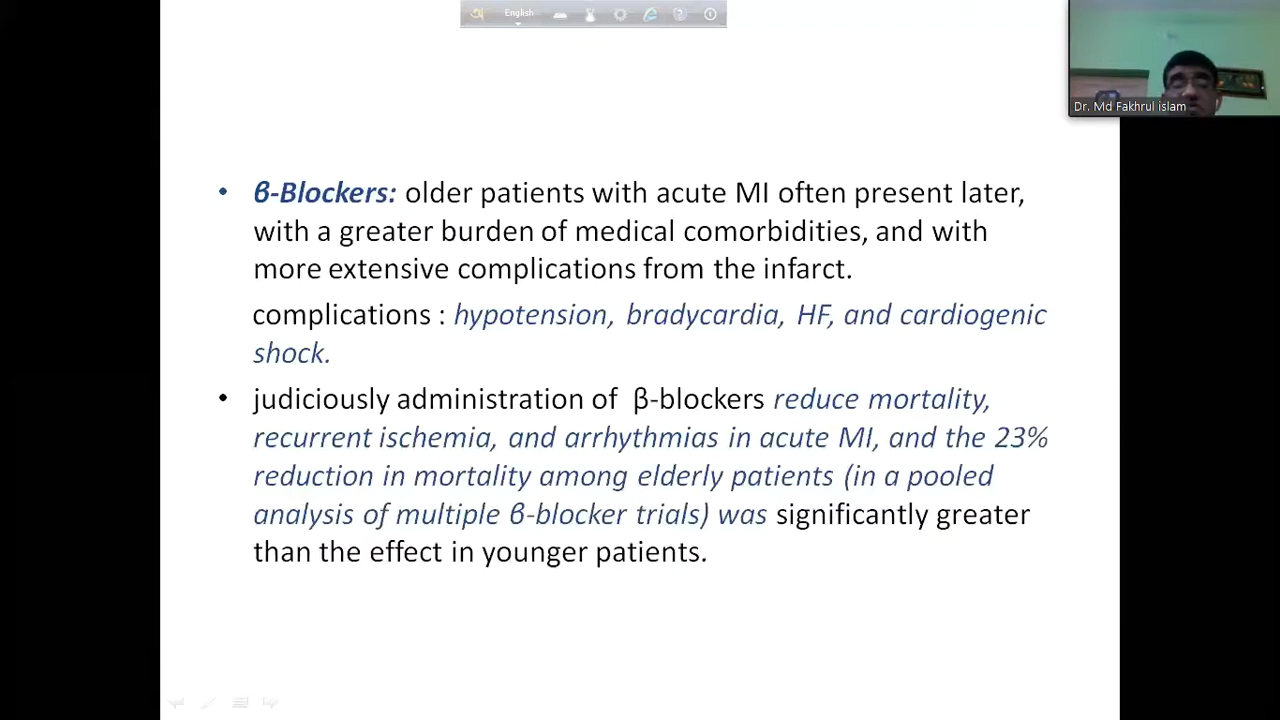 English
Dr. Md Fakhrul islam
• β-Blockers: older patients with acute MI often present later,
with a greater burden of medical comorbidities, and with
more extensive complications from the infarct.
complications : hypotension, bradycardia, HF, and cardiogenic
shock.
• judiciously administration of β-blockers reduce mortality,
recurrent ischemia, and arrhythmias in acute MI, and the 23%
reduction in mortality among elderly patients (in a pooled
analysis of multiple β-blocker trials) was significantly greater
than the effect in younger patients.